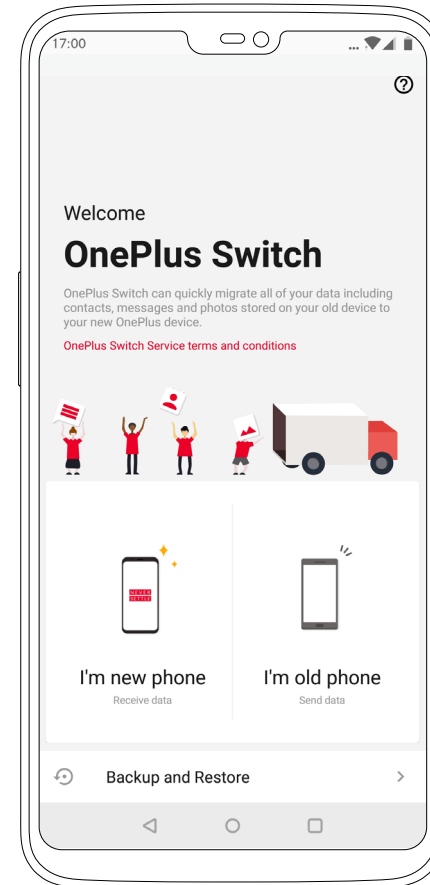 17:00
Welcome
OnePlus Switch
OnePlus Switch can quickly migrate all of your data including
contacts, messages and photos stored on your old device to
your new OnePlus device.
OnePlus Switch Service terms and conditions
NEVER
SETTLE
I'm new phone
Receive data
I'm old phone
Send data
Backup and Restore